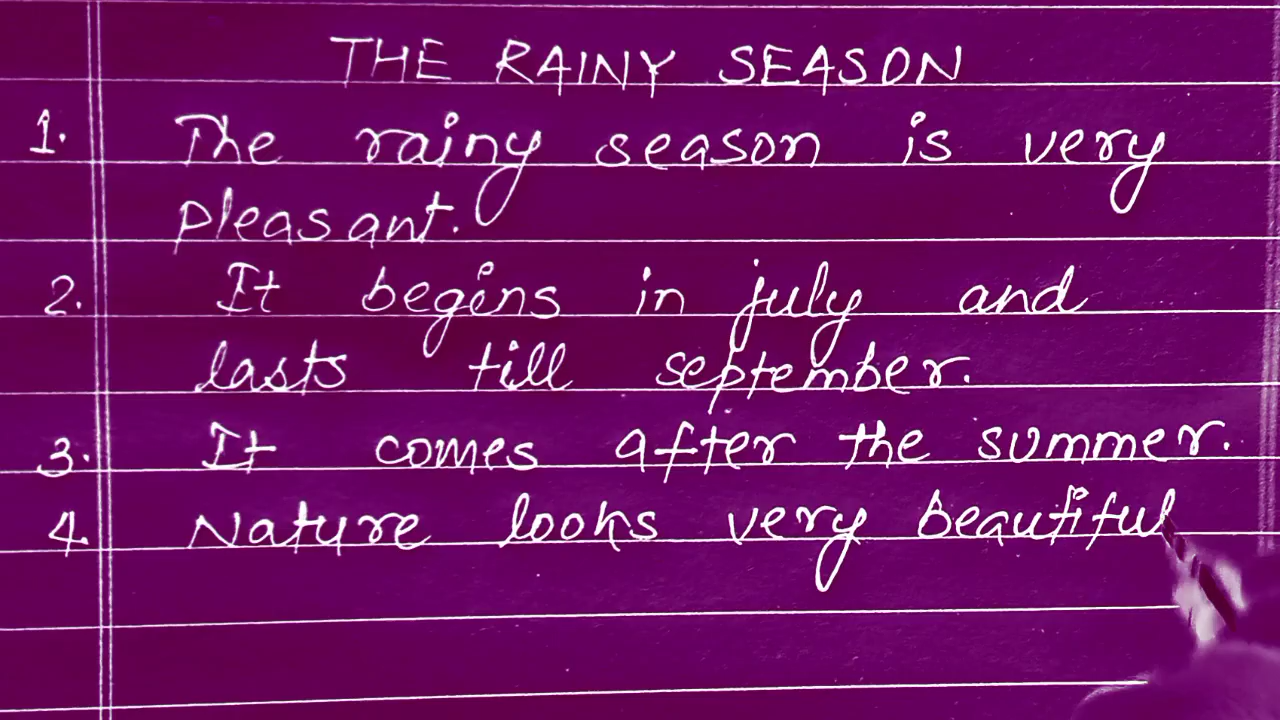 THE RAINY SEASON
1. The rainy season is very
pleasant.
2. It begins in july and
lasts till september.
3. It comes after the summer.
4. Nature looks very beautiful